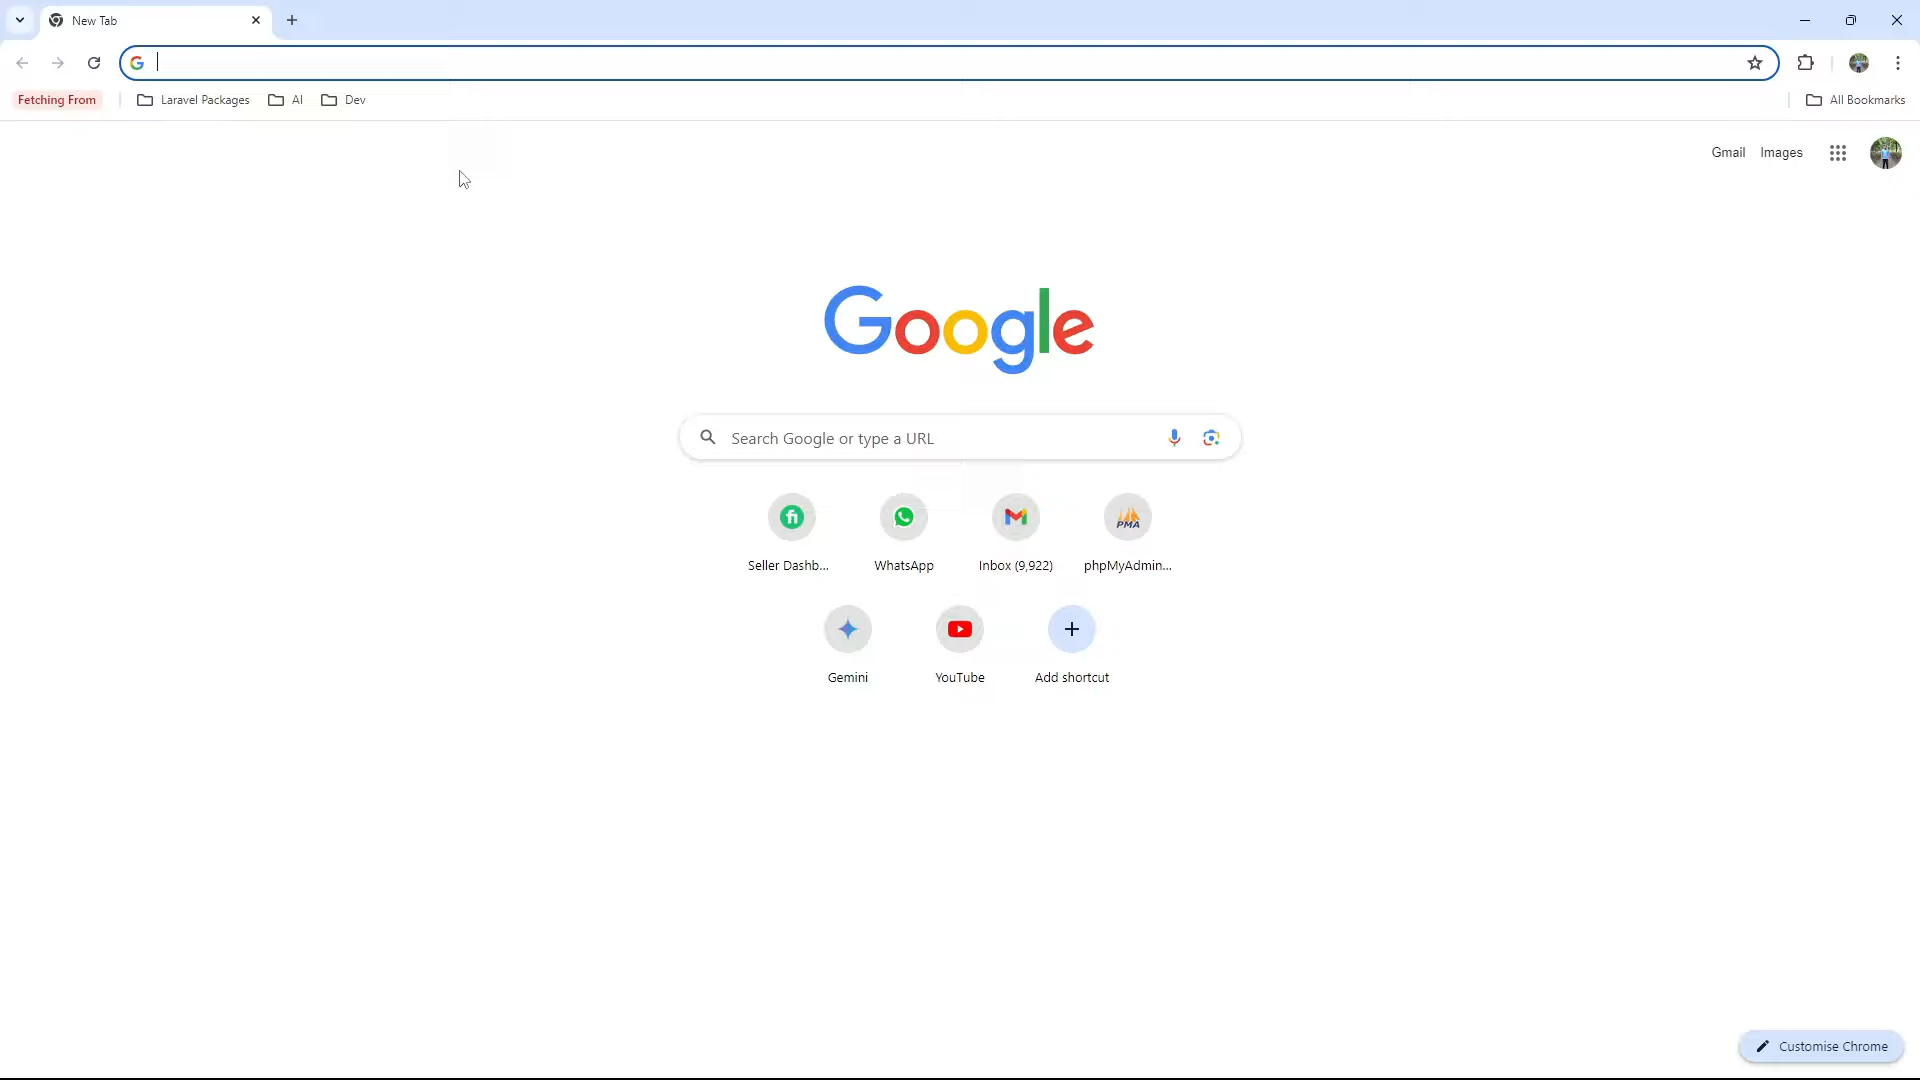 New Tab
Fetching From
Laravel Packages
AI
Dev
All Bookmarks
Gmail
Images
Google
Search Google or type a URL
Seller Dashb...
WhatsApp
Inbox (9,922)
PMA
phpMyAdmin...
Gemini
YouTube
Add shortcut
Customise Chrome